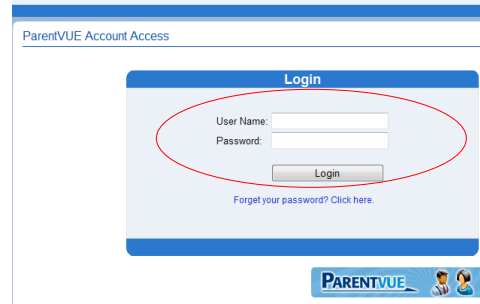 ParentVUE Account Access
Login
User Name:
Password:
Login
Forget your password? Click here.
PARENTVUE